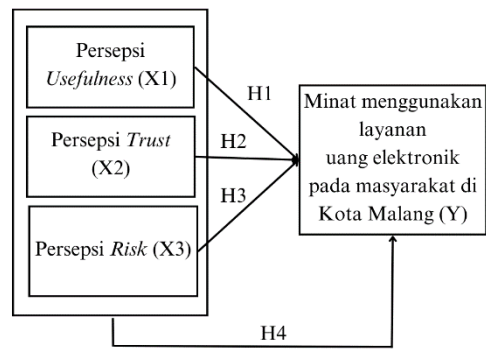 Persepsi
Usefulness (X1)
H1
Persepsi Trust
(X2)
H2
Persepsi Risk (X3)
H3
Minat menggunakan
layanan
uang elektronik
pada masyarakat di
Kota Malang (Y)
H4